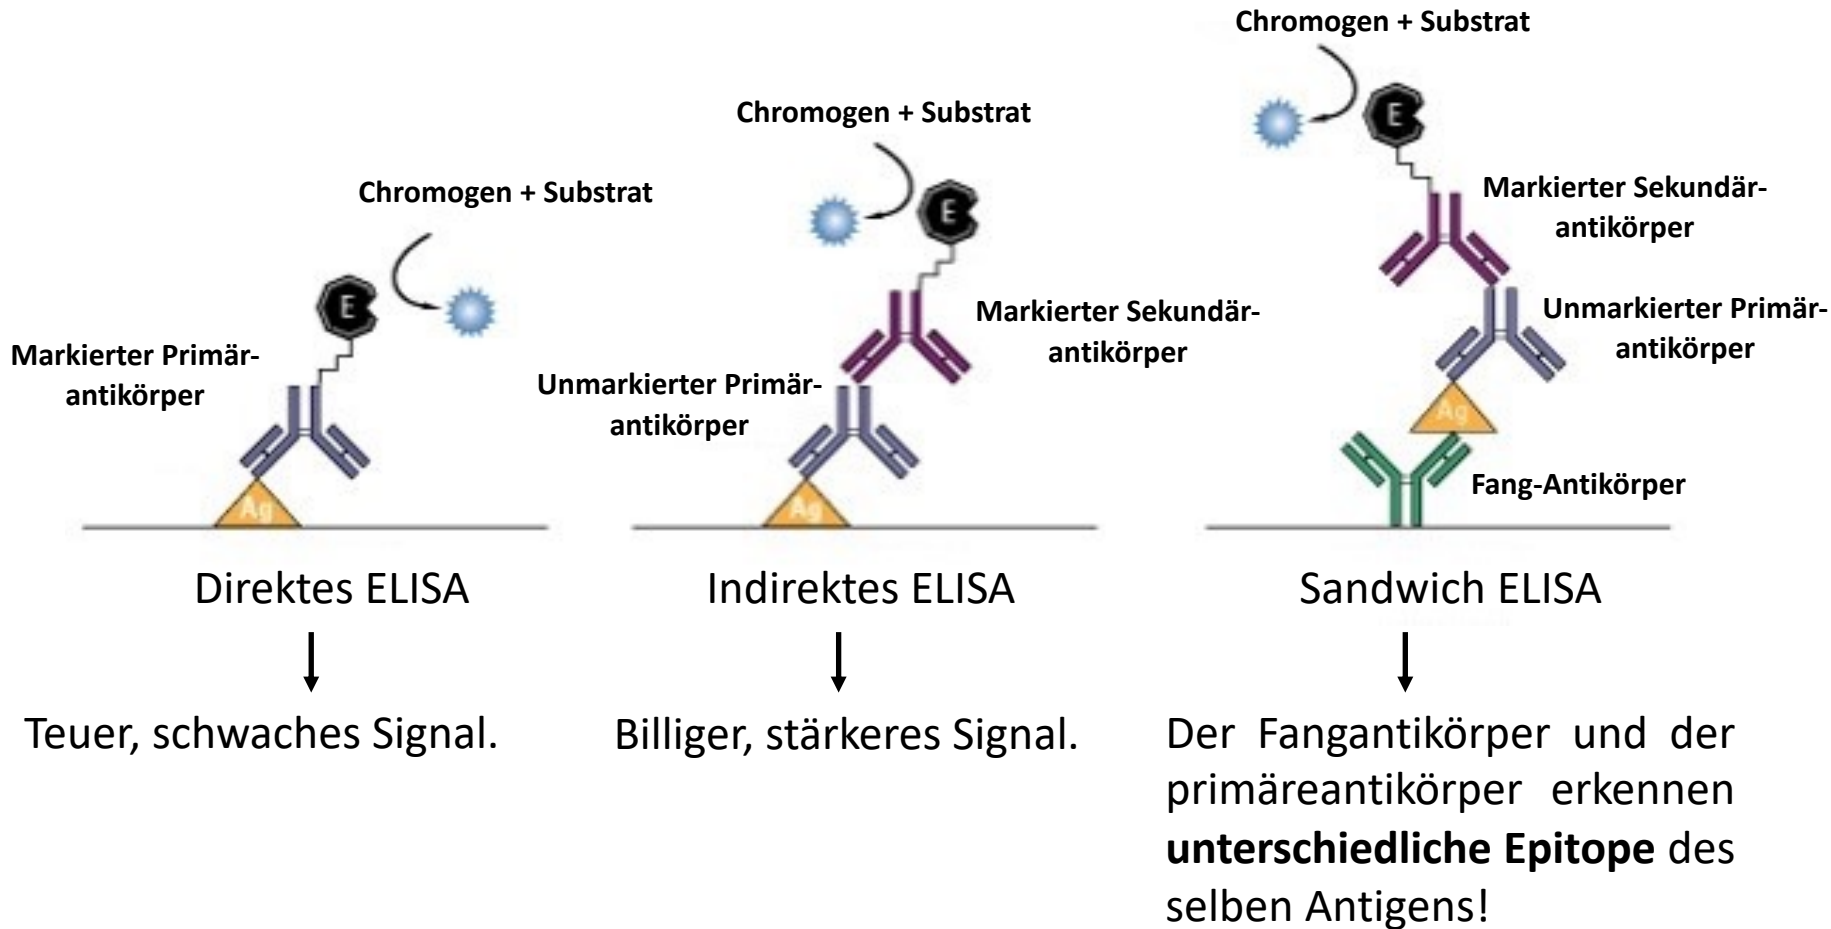 Chromogen + Substrat
E
Markierter Primär-
antikörper
Ag
Direktes ELISA
Teuer, schwaches Signal.
Chromogen + Substrat
E
Markierter Sekundär-
antikörper
Unmarkierter Primär-
antikörper
Ag
Indirektes ELISA
Billiger, stärkeres Signal.
Chromogen + Substrat
E
Markierter Sekundär-
antikörper
Unmarkierter Primär-
antikörper
Ag
Fang-Antikörper
Sandwich ELISA
Der Fangantikörper und der
primäreantikörper erkennen
unterschiedliche Epitope des
selben Antigens!